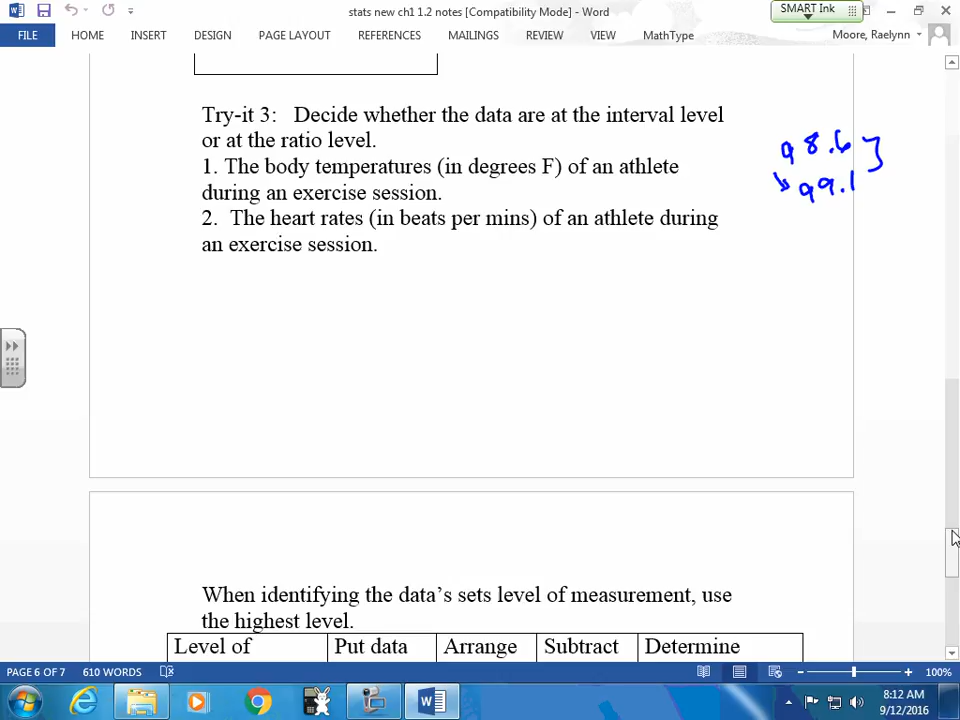 stats new ch1 1.2 notes [Compatibility Mode] - Word
SMART Ink
FILE HOME INSERT DESIGN PAGE LAYOUT REFERENCES MAILINGS REVIEW VIEW MathType Moore, Raelynn
Try-it 3: Decide whether the data are at the interval level
or at the ratio level.
1. The body temperatures (in degrees F) of an athlete
during an exercise session.
2. The heart rates (in beats per mins) of an athlete during
an exercise session.
98.6
99.1
When identifying the data's sets level of measurement, use
the highest level.
Level of Put data Arrange Subtract Determine
PAGE 6 OF 7 610 WORDS 100%
8:12 AM
9/12/2016